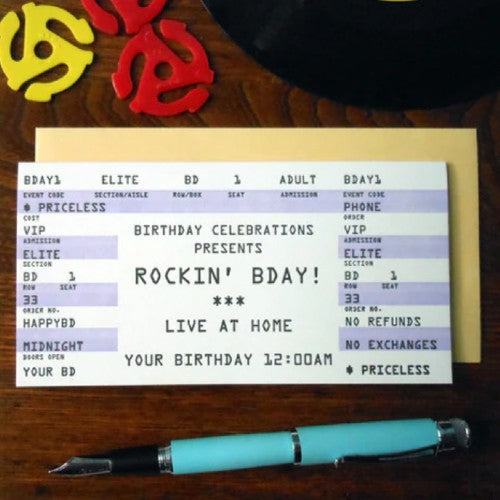 BDAY1 ELITE BD 1 ADULT BDAY1
EVENT CODE SECTION/AISLE ROW/BOX SEAT ADMISSION EVENT CODE
* PRICELESS
COST
VIP
ADMISSION
ELITE
SECTION
BD 1
ROW SEAT
33
ORDER NO.
HAPPYBD
MIDNIGHT
DOORS OPEN
YOUR BD
BIRTHDAY CELEBRATIONS
PRESENTS
ROCKIN' BDAY!
***
LIVE AT HOME
YOUR BIRTHDAY 12:00AM
PHONE
ORDER
VIP
ADMISSION
ELITE
SECTION
BD 1
ROW SEAT
33
ORDER NO.
NO REFUNDS
NO EXCHANGES
* PRICELESS